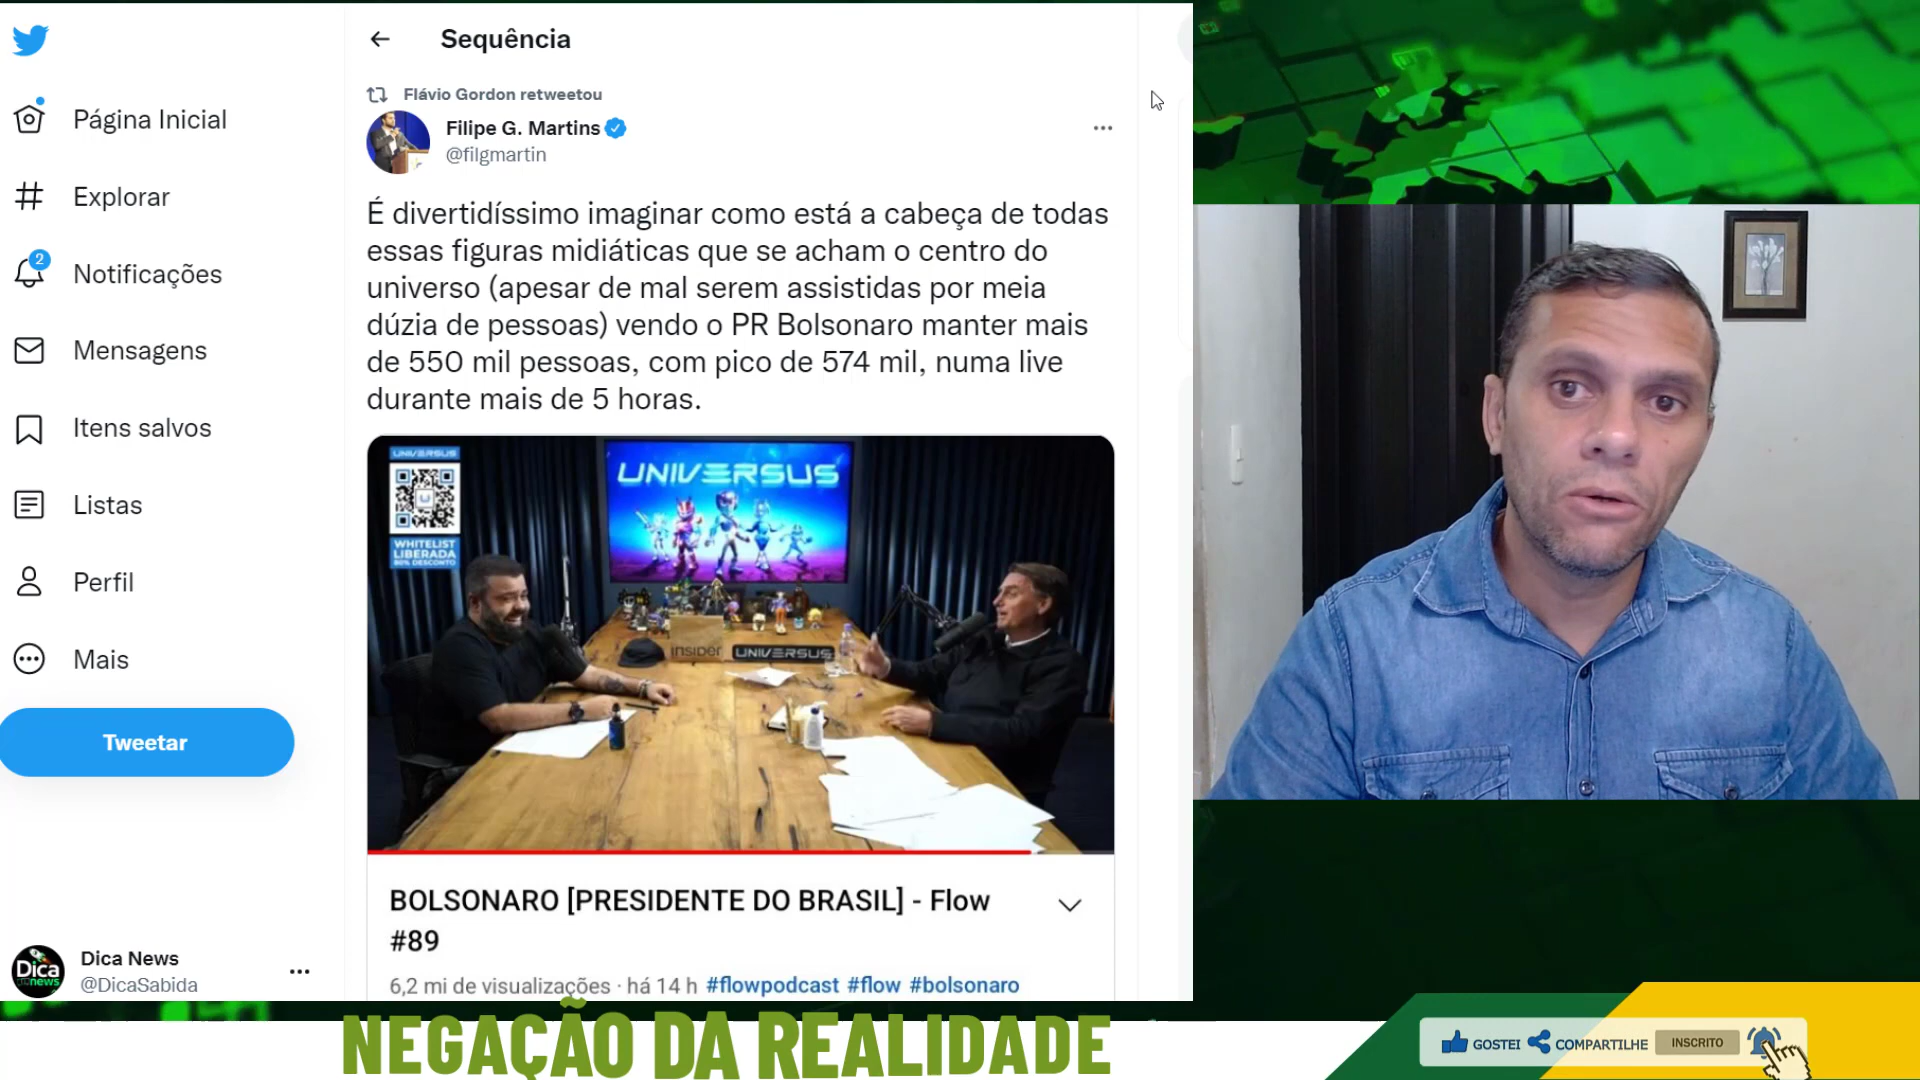 Página Inicial
Explorar
2
Notificações
Mensagens
Itens salvos
Listas
Perfil
Mais
Tweetar
Dica
news
Dica News
@DicaSabida
Sequência
Flávio Gordon retweetou
Filipe G. Martins
@filgmartin
É divertidíssimo imaginar como está a cabeça de todas
essas figuras midiáticas que se acham o centro do
universo (apesar de mal serem assistidas por meia
dúzia de pessoas) vendo o PR Bolsonaro manter mais
de 550 mil pessoas, com pico de 574 mil, numa live
durante mais de 5 horas.
UNIVERSUS
WHITELIST
LIBERADA
80% DESCONTO
UNIVERSUS
insider
UNIVERSUS
BOLSONARO [PRESIDENTE DO BRASIL] - Flow
#89
6,2 mi de visualizações · há 14 h #flowpodcast #flow #bolsonaro
NEGAÇÃO DA REALIDADE
GOSTEI COMPARTILHE INSCRITO